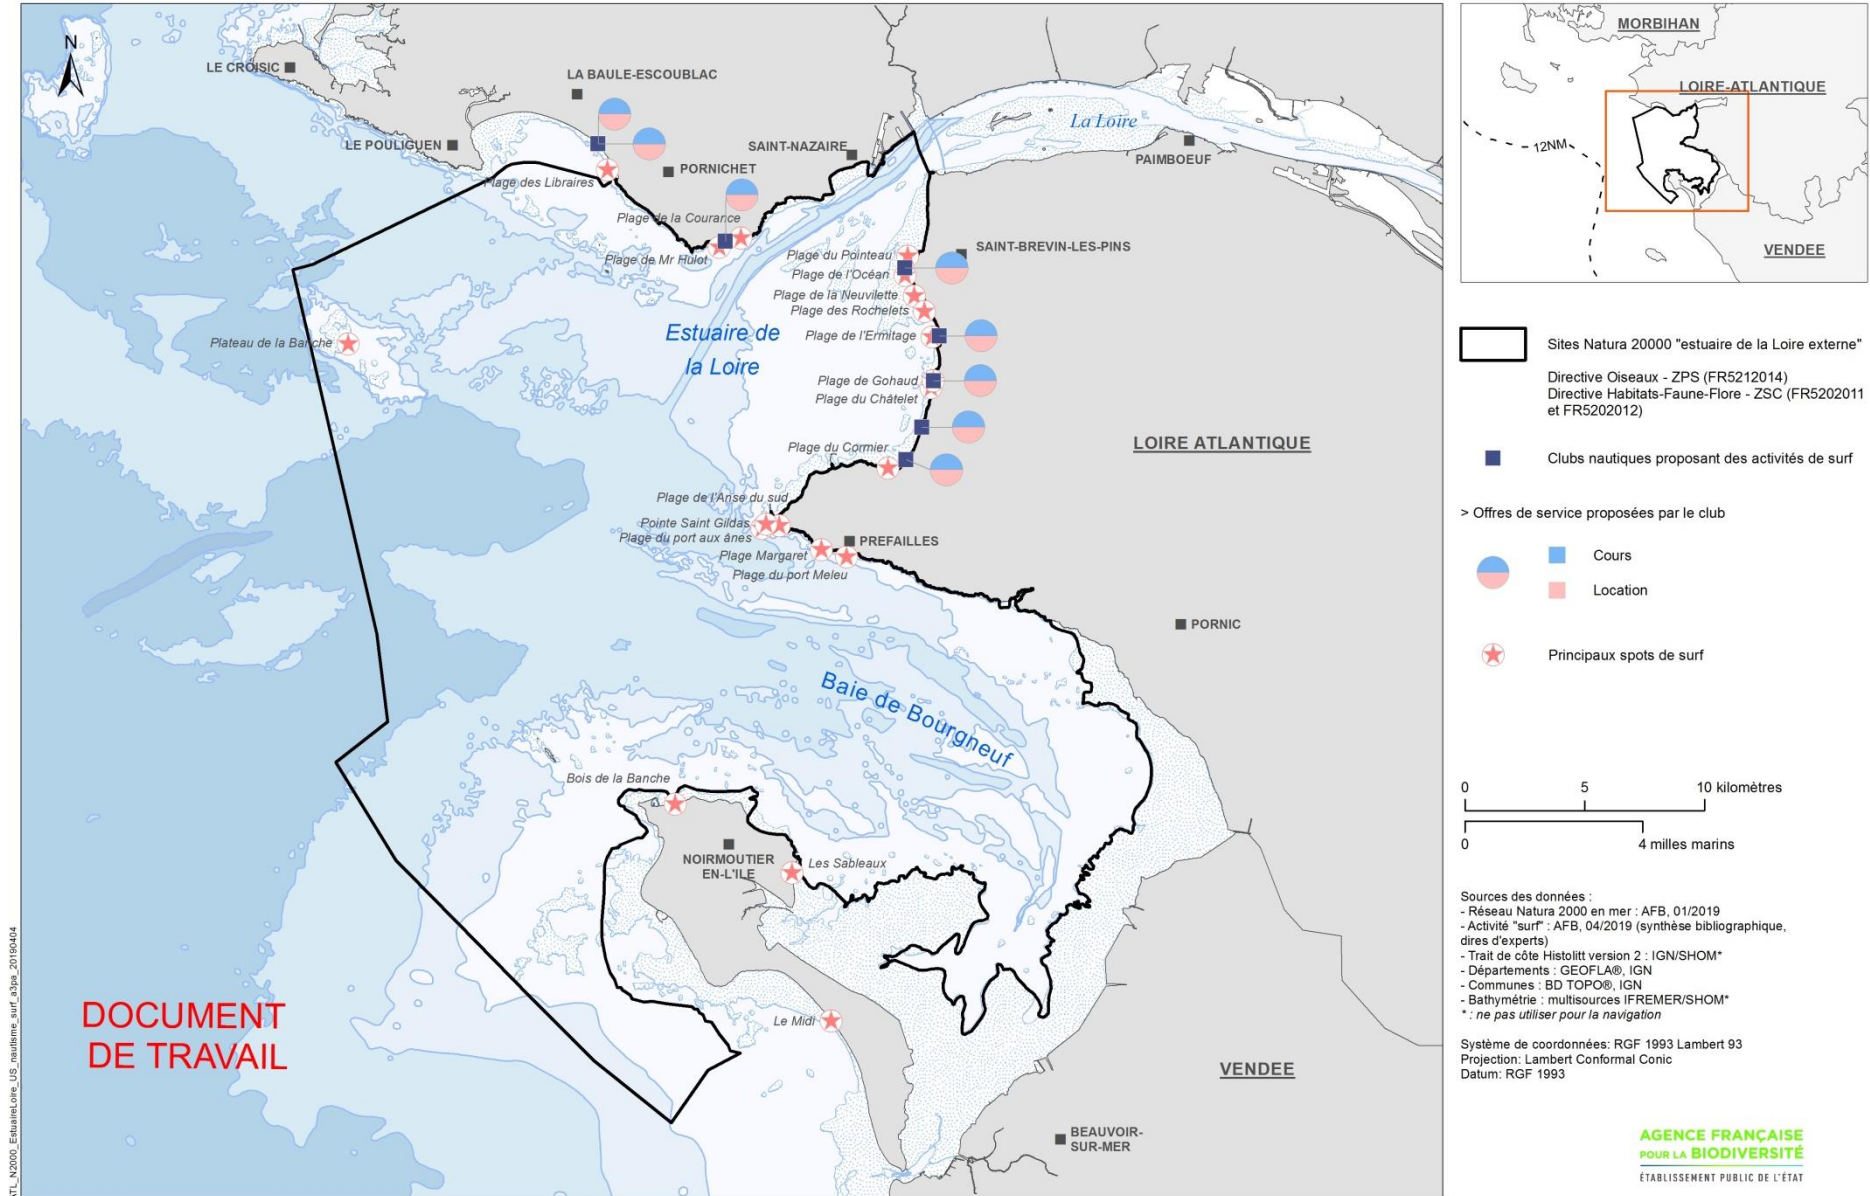 N
LE CROISIC
LA BAULE-ESCOUBLAC
LE POULIGUEN
PORNICHET
SAINT-NAZAIRE
La Loire
PAIMBOEUF
Plage des Libraires
Plage de la Courance
Plage de Mr Hulot
SAINT-BREVIN-LES-PINS
Plage du Pointeau
Plage de l'Océan
Plage de la Neuvilette
Plage des Rochelets
Plage de l'Ermitage
Plateau de la Banche
Estuaire de
la Loire
Plage de Gohaud
Plage du Châtelet
Plage du Cormier
LOIRE ATLANTIQUE
Plage de l'Anse du sud
Pointe Saint Gildas
Plage du port aux ânes
PREFAILLES
Plage Margaret
Plage du port Meleu
PORNIC
Baie de Bourgneuf
Bois de la Banche
NOIRMOUTIER
EN-L'ILE
Les Sableaux
Le Midi
VENDEE
BEAUVOIR-
SUR-MER
DOCUMENT
DE TRAVAIL
MORBIHAN
LOIRE-ATLANTIQUE
12NM
VENDEE
Sites Natura 20000 "estuaire de la Loire externe"
Directive Oiseaux - ZPS (FR5212014)
Directive Habitats-Faune-Flore - ZSC (FR5202011
et FR5202012)
Clubs nautiques proposant des activités de surf
> Offres de service proposées par le club
Cours
Location
Principaux spots de surf
0 5 10 kilomètres
0 4 milles marins
Sources des données :
- Réseau Natura 2000 en mer : AFB, 01/2019
- Activité "surf" : AFB, 04/2019 (synthèse bibliographique,
dires d'experts)
- Trait de côte Histolitt version 2 : IGN/SHOM*
- Départements : GEOFLA®, IGN
- Communes : BD TOPO®, IGN
- Bathymétrie : multisources IFREMER/SHOM*
* : ne pas utiliser pour la navigation
Système de coordonnées: RGF 1993 Lambert 93
Projection: Lambert Conformal Conic
Datum: RGF 1993
AGENCE FRANÇAISE
POUR LA BIODIVERSITÉ
ÉTABLISSEMENT PUBLIC DE L'ÉTAT